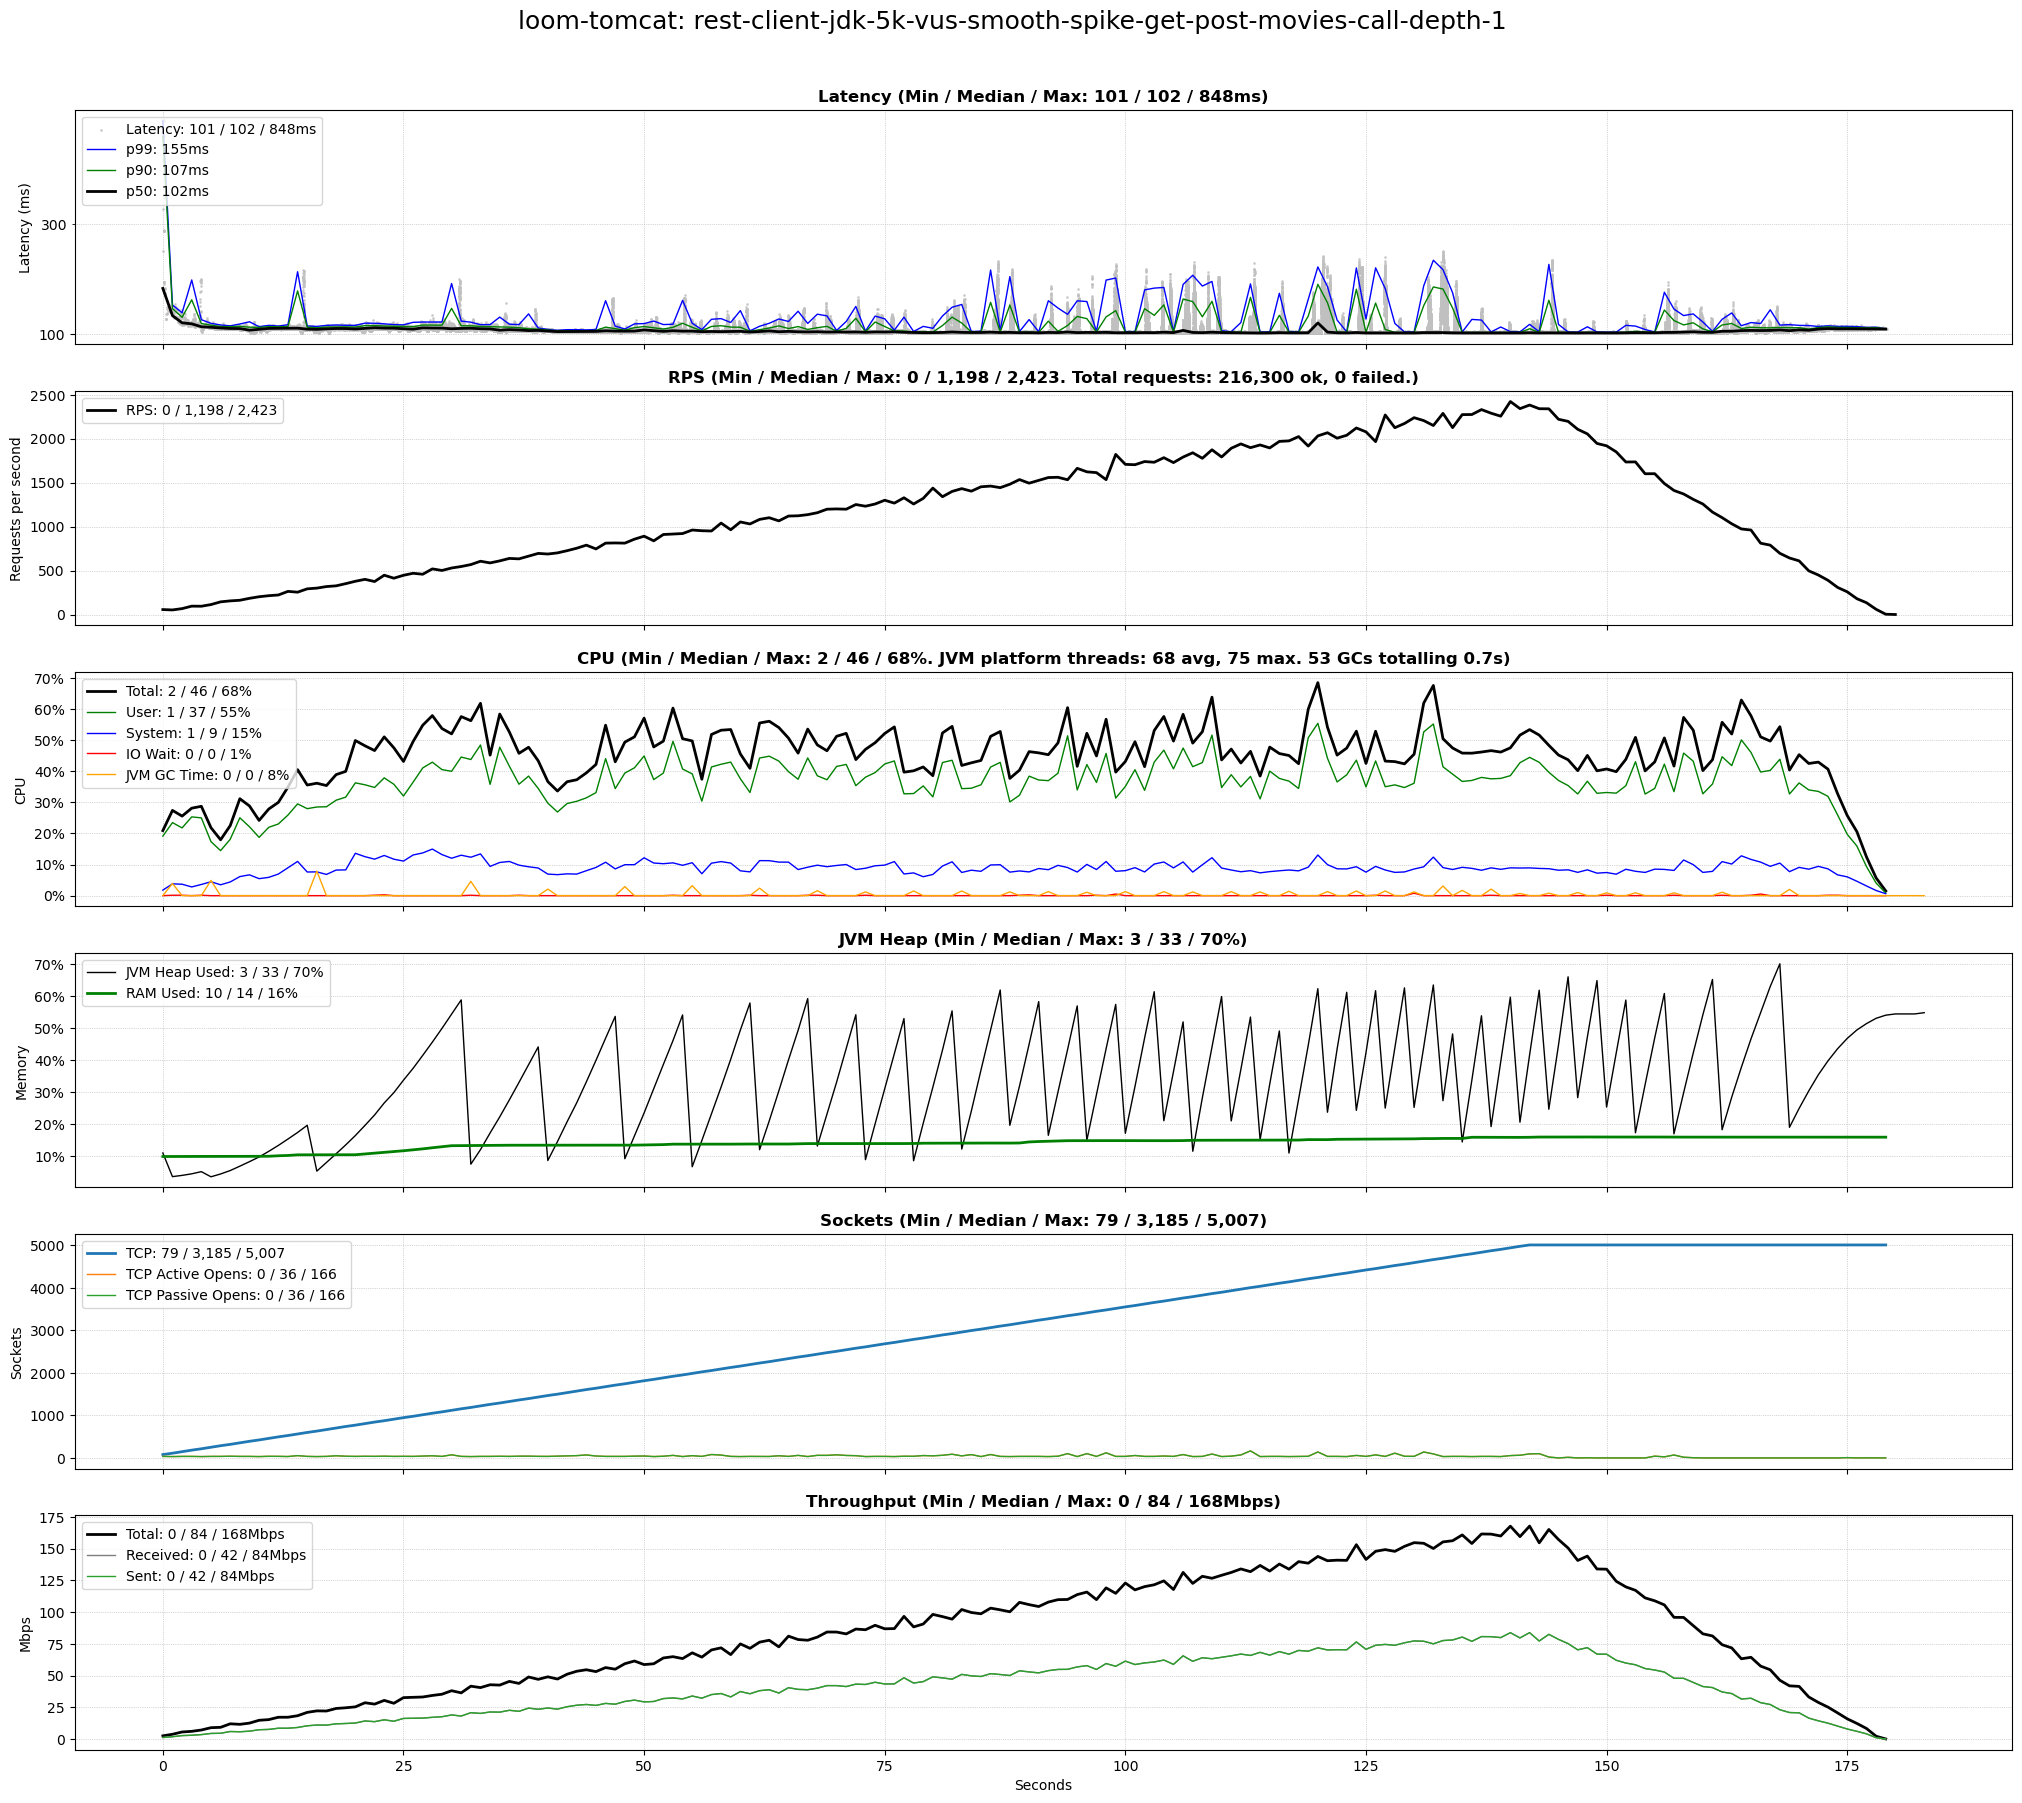 loom-tomcat: rest-client-jdk-5k-vus-smooth-spike-get-post-movies-call-depth-1
Latency (Min / Median / Max: 101 / 102 / 848ms)
Latency: 101 / 102 / 848ms
p99: 155ms
p90: 107ms
p50: 102ms
Latency (ms)
300
100
RPS (Min / Median / Max: 0 / 1,198 / 2,423. Total requests: 216,300 ok, 0 failed.)
RPS: 0 / 1,198 / 2,423
Requests per second
2500
2000
1500
1000
500
0
CPU (Min / Median / Max: 2 / 46 / 68%. JVM platform threads: 68 avg, 75 max. 53 GCs totalling 0.7s)
Total: 2 / 46 / 68%
User: 1 / 37 / 55%
System: 1 / 9 / 15%
IO Wait: 0 / 0 / 1%
JVM GC Time: 0 / 0 / 8%
CPU
70%
60%
50%
40%
30%
20%
10%
0%
JVM Heap (Min / Median / Max: 3 / 33 / 70%)
JVM Heap Used: 3 / 33 / 70%
RAM Used: 10 / 14 / 16%
Memory
70%
60%
50%
40%
30%
20%
10%
Sockets (Min / Median / Max: 79 / 3,185 / 5,007)
TCP: 79 / 3,185 / 5,007
TCP Active Opens: 0 / 36 / 166
TCP Passive Opens: 0 / 36 / 166
Sockets
5000
4000
3000
2000
1000
0
Throughput (Min / Median / Max: 0 / 84 / 168Mbps)
Total: 0 / 84 / 168Mbps
Received: 0 / 42 / 84Mbps
Sent: 0 / 42 / 84Mbps
Mbps
175
150
125
100
75
50
25
0
0 25 50 75 100 125 150 175
Seconds